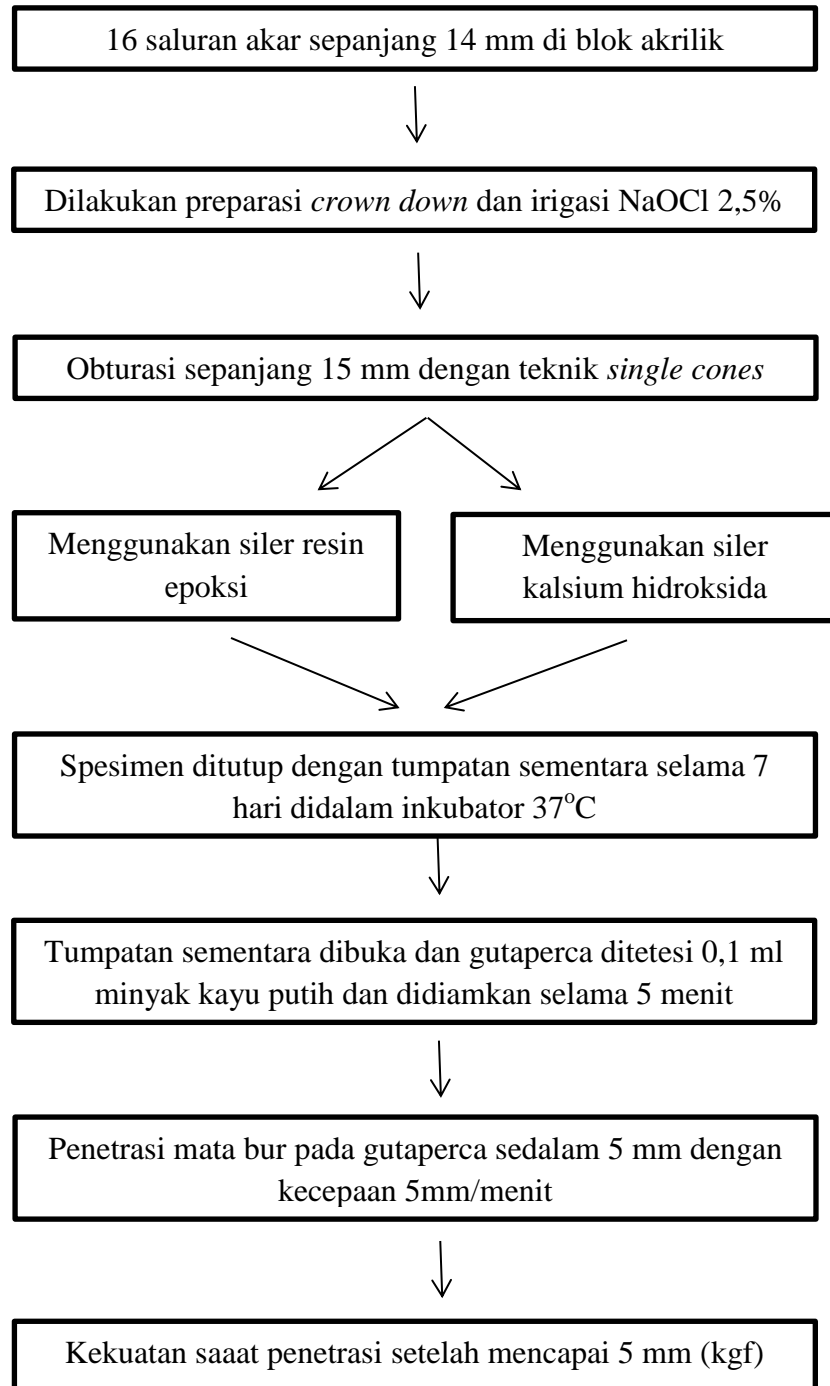 16 saluran akar sepanjang 14 mm di blok akrilik
Dilakukan preparasi crown down dan irigasi NaOCl 2,5%
Obturasi sepanjang 15 mm dengan teknik single cones
Menggunakan siler resin
epoksi
Menggunakan siler
kalsium hidroksida
Spesimen ditutup dengan tumpatan sementara selama 7
hari didalam inkubator 37°C
Tumpatan sementara dibuka dan gutaperca ditetesi 0,1 ml
minyak kayu putih dan didiamkan selama 5 menit
Penetrasi mata bur pada gutaperca sedalam 5 mm dengan
kecepaan 5mm/menit
Kekuatan saaat penetrasi setelah mencapai 5 mm (kgf)